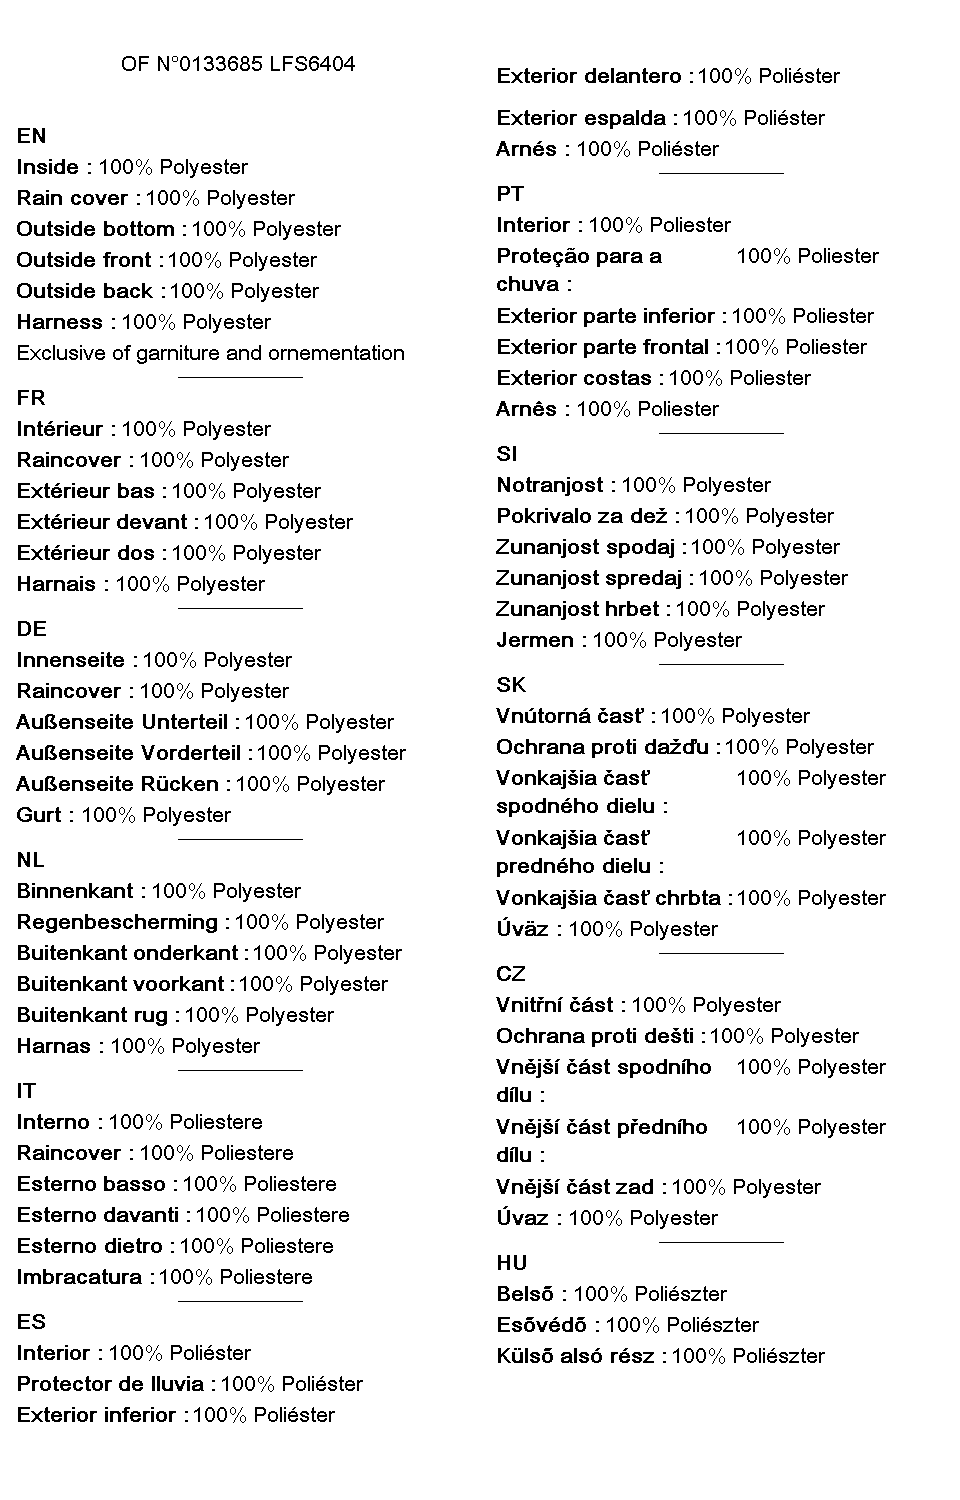 OF N°0133685 LFS6404
EN
Inside : 100% Polyester
Rain cover : 100% Polyester
Outside bottom : 100% Polyester
Outside front : 100% Polyester
Outside back : 100% Polyester
Harness : 100% Polyester
Exclusive of garniture and ornementation
FR
Intérieur : 100% Polyester
Raincover : 100% Polyester
Extérieur bas : 100% Polyester
Extérieur devant : 100% Polyester
Extérieur dos : 100% Polyester
Harnais : 100% Polyester
DE
Innenseite : 100% Polyester
Raincover : 100% Polyester
Außenseite Unterteil : 100% Polyester
Außenseite Vorderteil : 100% Polyester
Außenseite Rücken : 100% Polyester
Gurt : 100% Polyester
NL
Binnenkant : 100% Polyester
Regenbescherming : 100% Polyester
Buitenkant onderkant : 100% Polyester
Buitenkant voorkant : 100% Polyester
Buitenkant rug : 100% Polyester
Harnas : 100% Polyester
IT
Interno : 100% Poliestere
Raincover : 100% Poliestere
Esterno basso : 100% Poliestere
Esterno davanti : 100% Poliestere
Esterno dietro : 100% Poliestere
Imbracatura : 100% Poliestere
ES
Interior : 100% Poliéster
Protector de lluvia : 100% Poliéster
Exterior inferior : 100% Poliéster
Exterior delantero : 100% Poliéster
Exterior espalda : 100% Poliéster
Arnés : 100% Poliéster
PT
Interior : 100% Poliester
Proteção para a 100% Poliester
chuva :
Exterior parte inferior : 100% Poliester
Exterior parte frontal : 100% Poliester
Exterior costas : 100% Poliester
Arnês : 100% Poliester
SI
Notranjost : 100% Polyester
Pokrivalo za dež : 100% Polyester
Zunanjost spodaj : 100% Polyester
Zunanjost spredaj : 100% Polyester
Zunanjost hrbet : 100% Polyester
Jermen : 100% Polyester
SK
Vnútorná časť : 100% Polyester
Ochrana proti dažďu : 100% Polyester
Vonkajšia časť 100% Polyester
spodného dielu :
Vonkajšia časť 100% Polyester
predného dielu :
Vonkajšia časť chrbta : 100% Polyester
Úväz : 100% Polyester
CZ
Vnitřní část : 100% Polyester
Ochrana proti dešti : 100% Polyester
Vnější část spodního 100% Polyester
dílu :
Vnější část předního 100% Polyester
dílu :
Vnější část zad : 100% Polyester
Úvaz : 100% Polyester
HU
Belsõ : 100% Poliészter
Esõvédõ : 100% Poliészter
Külsõ alsó rész : 100% Poliészter